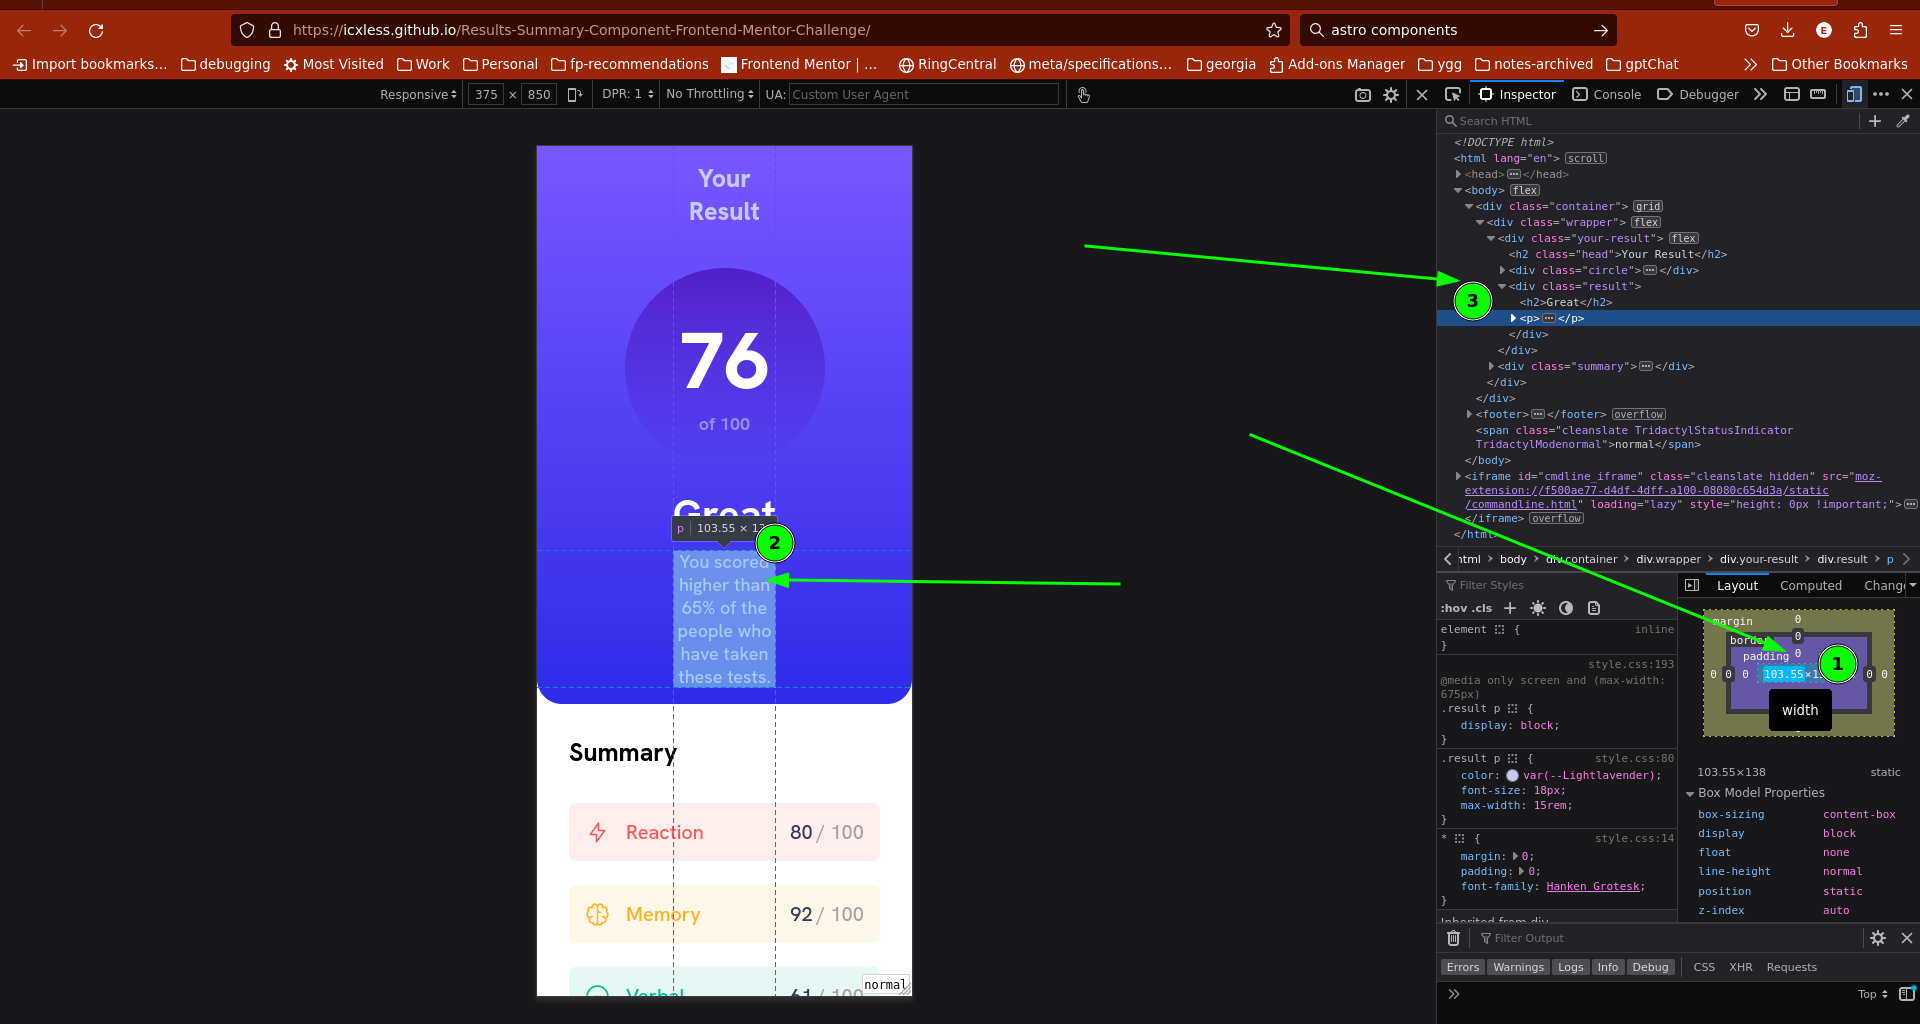 https://icxless.github.io/Results-Summary-Component-Frontend-Mentor-Challenge/
astro components
E
Import bookmarks...
debugging
Most Visited
Work
Personal
fp-recommendations
Frontend Mentor | ...
RingCentral
meta/specifications...
georgia
Add-ons Manager
ygg
notes-archived
gptChat
Other Bookmarks
Responsive
375 × 850
DPR: 1
No Throttling
UA: Custom User Agent
Inspector
Console
Debugger
Search HTML
<!DOCTYPE html>
<html lang="en"> scroll
<head> ... </head>
<body> flex
<div class="container"> grid
<div class="wrapper"> flex
<div class="your-result"> flex
<h2 class="head">Your Result</h2>
<div class="circle"> ... </div>
<div class="result">
<h2>Great</h2>
<p> ... </p>
</div>
</div>
<div class="summary"> ... </div>
</div>
</div>
<footer> ... </footer> overflow
<span class="cleanslate TridactylStatusIndicator
TridactylModenormal">normal</span>
</body>
<iframe id="cmdline_iframe" class="cleanslate hidden" src="moz-
extension://f500ae77-d4df-4dff-a100-08080c654d3a/static
/commandline.html" loading="lazy" style="height: 0px !important;"> ...
</iframe> overflow
</html>
html > body > div.container > div.wrapper > div.your-result > div.result > p
Your
Result
76
of 100
Great
p 103.55 ×
You scored
higher than
65% of the
people who
have taken
these tests.
Summary
Reaction
80 / 100
Memory
92 / 100
Verbal
61 / 100
normal
1
2
3
Filter Styles
:hov .cls
element { inline
}
style.css:193
@media only screen and (max-width:
675px)
.result p {
display: block;
}
.result p { style.css:80
color: var(--Lightlavender);
font-size: 18px;
max-width: 15rem;
}
* { style.css:14
margin: 0;
padding: 0;
font-family: Hanken Grotesk;
}
Inherited from div
Layout
Computed
Chang
margin 0
border 0
padding 0
0 0 0 103.55× 0 0
width
103.55×138 static
Box Model Properties
box-sizing content-box
display block
float none
line-height normal
position static
z-index auto
Filter Output
Errors Warnings Logs Info Debug CSS XHR Requests
Top